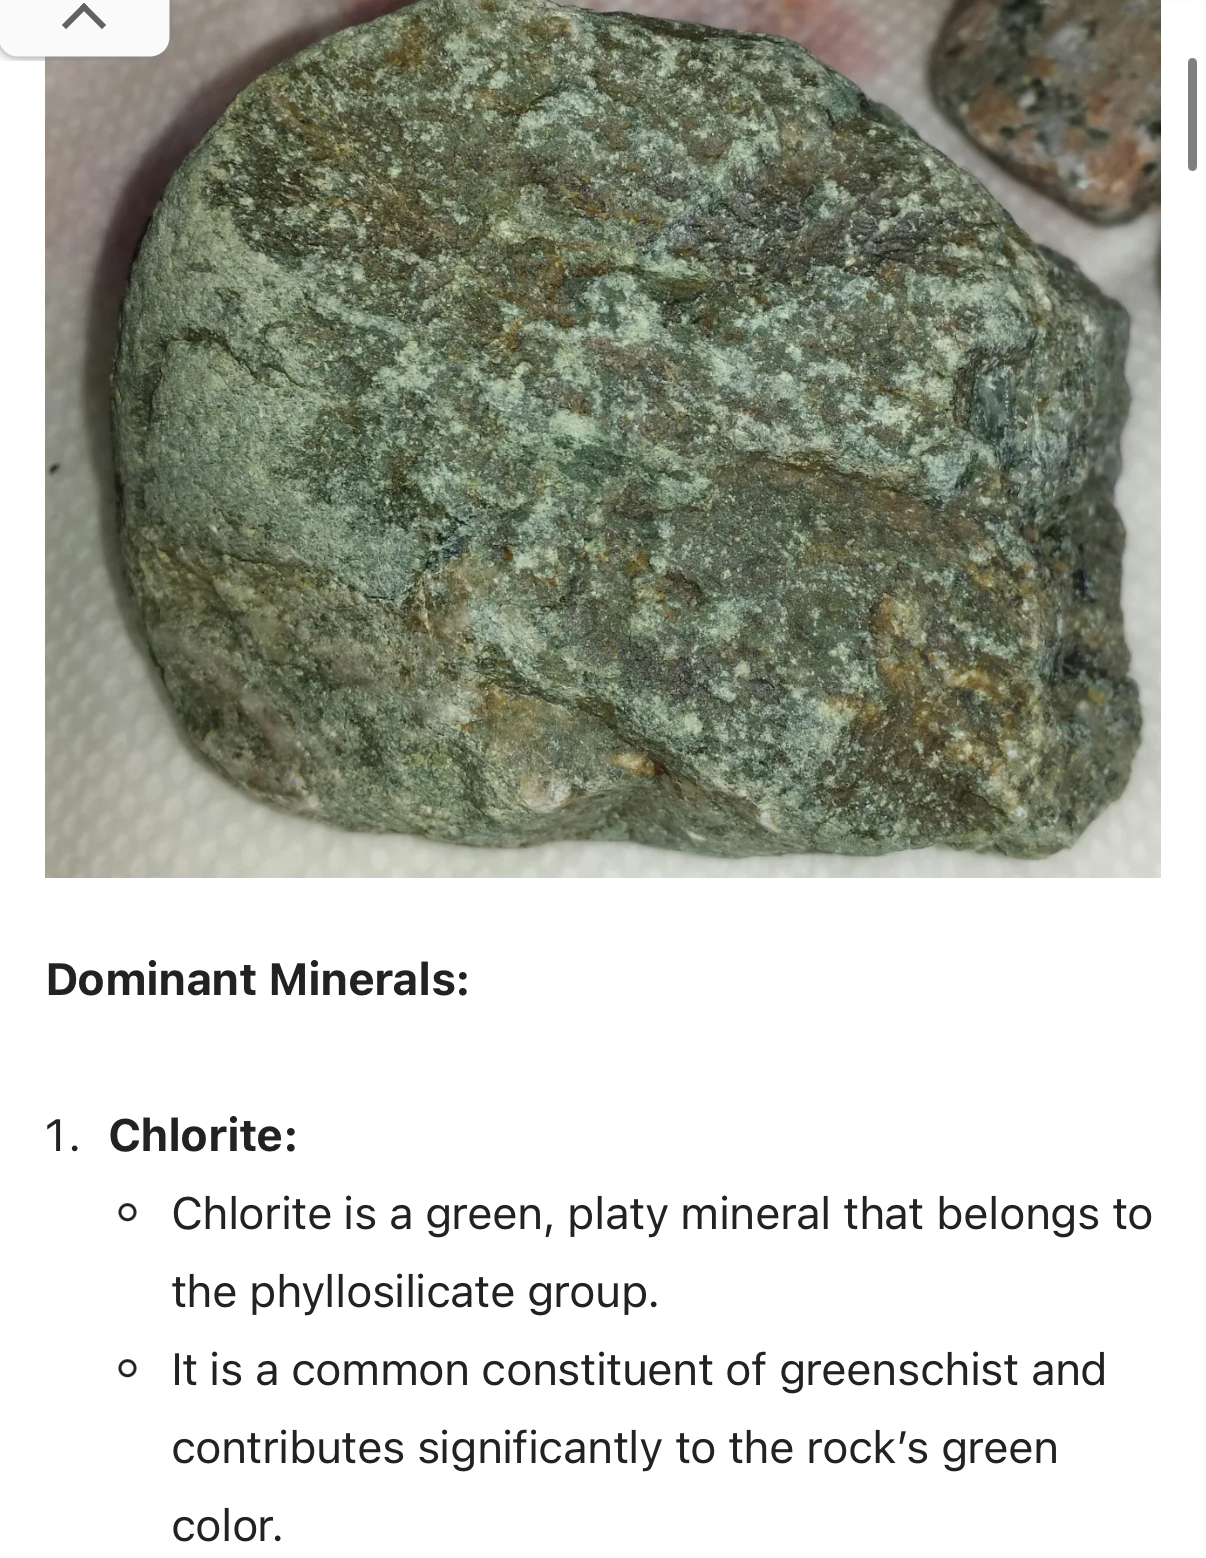 Dominant Minerals:
1. Chlorite:
Chlorite is a green, platy mineral that belongs to
the phyllosilicate group.
It is a common constituent of greenschist and
contributes significantly to the rock’s green
color.